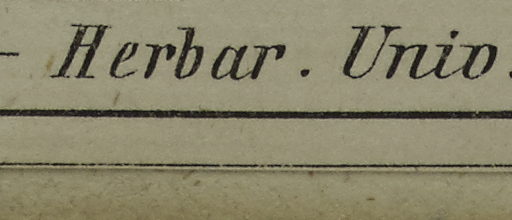 – Herbar. Univ.